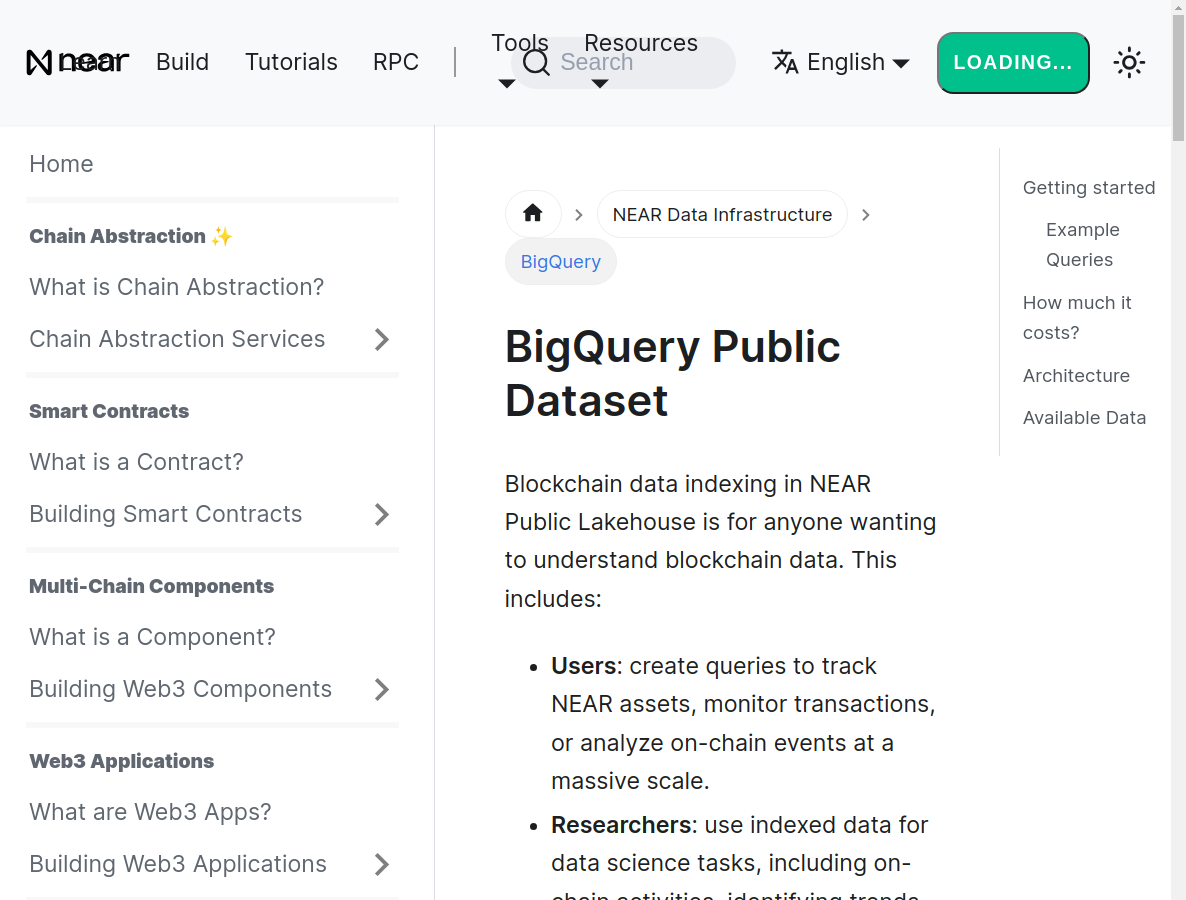 near
Learn
Build
Tutorials
RPC
Tools
Resources
Search
English
LOADING...
Home
Chain Abstraction ✨
What is Chain Abstraction?
Chain Abstraction Services
Smart Contracts
What is a Contract?
Building Smart Contracts
Multi-Chain Components
What is a Component?
Building Web3 Components
Web3 Applications
What are Web3 Apps?
Building Web3 Applications
NEAR Data Infrastructure
BigQuery
BigQuery Public
Dataset
Blockchain data indexing in NEAR
Public Lakehouse is for anyone wanting
to understand blockchain data. This
includes:
Users: create queries to track
NEAR assets, monitor transactions,
or analyze on-chain events at a
massive scale.
Researchers: use indexed data for
data science tasks, including on-
chain activities, identifying trends
Getting started
Example
Queries
How much it
costs?
Architecture
Available Data